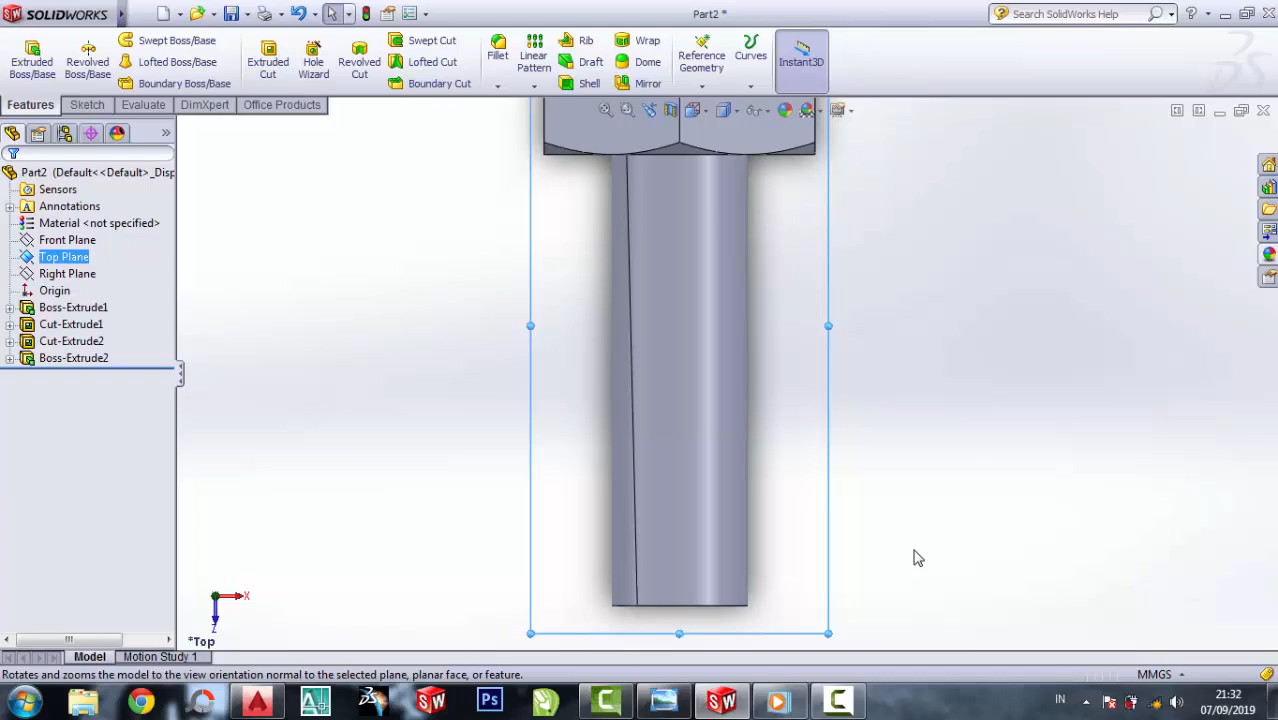 SOLIDWORKS
Part2 *
Search SolidWorks Help
Extruded Boss/Base
Revolved Boss/Base
Swept Boss/Base
Lofted Boss/Base
Boundary Boss/Base
Extruded Cut
Hole Wizard
Revolved Cut
Swept Cut
Lofted Cut
Boundary Cut
Fillet
Linear Pattern
Rib
Draft
Shell
Wrap
Dome
Mirror
Reference Geometry
Curves
Instant3D
Features
Sketch
Evaluate
DimXpert
Office Products
Part2 (Default<<Default>_Disp
Sensors
Annotations
Material <not specified>
Front Plane
Top Plane
Right Plane
Origin
Boss-Extrude1
Cut-Extrude1
Cut-Extrude2
Boss-Extrude2
X
Z
*Top
Model
Motion Study 1
Rotates and zooms the model to the view orientation normal to the selected plane, planar face, or feature.
MMGS
IN
21:32
07/09/2019